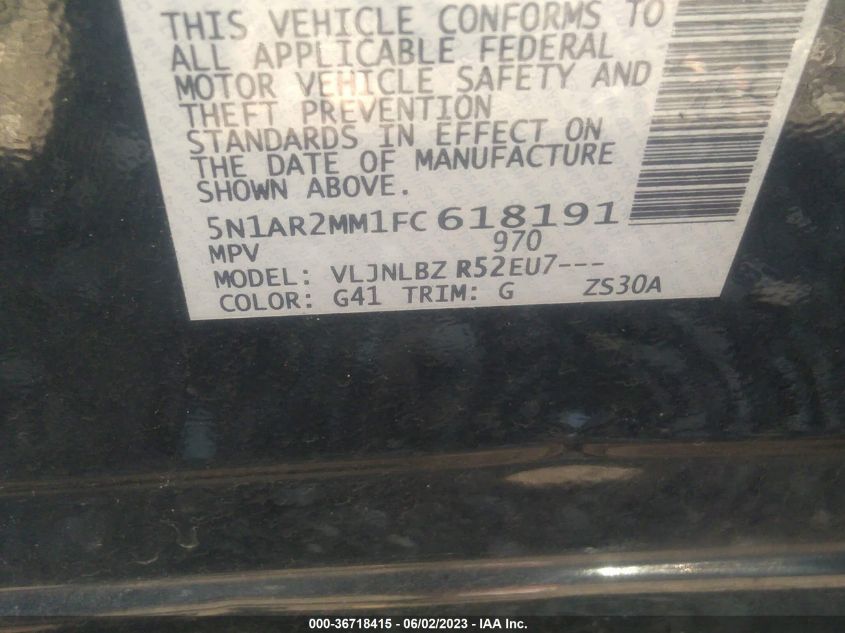 THIS VEHICLE CONFORMS TO
ALL APPLICABLE FEDERAL
MOTOR VEHICLE SAFETY AND
THEFT PREVENTION
STANDARDS IN EFFECT ON
THE DATE OF MANUFACTURE
SHOWN ABOVE.
5N1AR2MM1FC618191
MPV 970
MODEL: VLJNLBZ R52EU7---
COLOR: G41 TRIM: G ZS30A
000-36718415 - 06/02/2023 - IAA Inc.